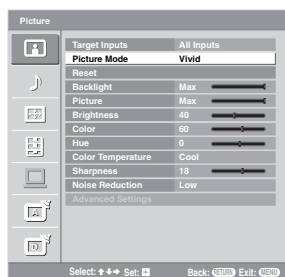 Picture
Target Inputs All Inputs
Picture Mode Vivid
Reset
Backlight Max
Picture Max
Brightness 40
Color 60
Hue 0
Color Temperature Cool
Sharpness 18
Noise Reduction Low
Advanced Settings
A
D
Select: Set: Back: RETURN Exit: MENU